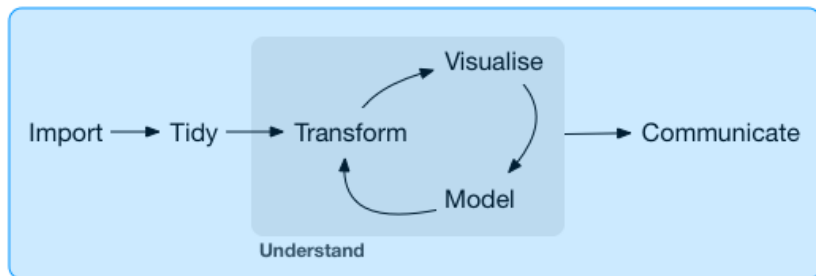 Visualise
Import
Tidy
Transform
Communicate
Model
Understand